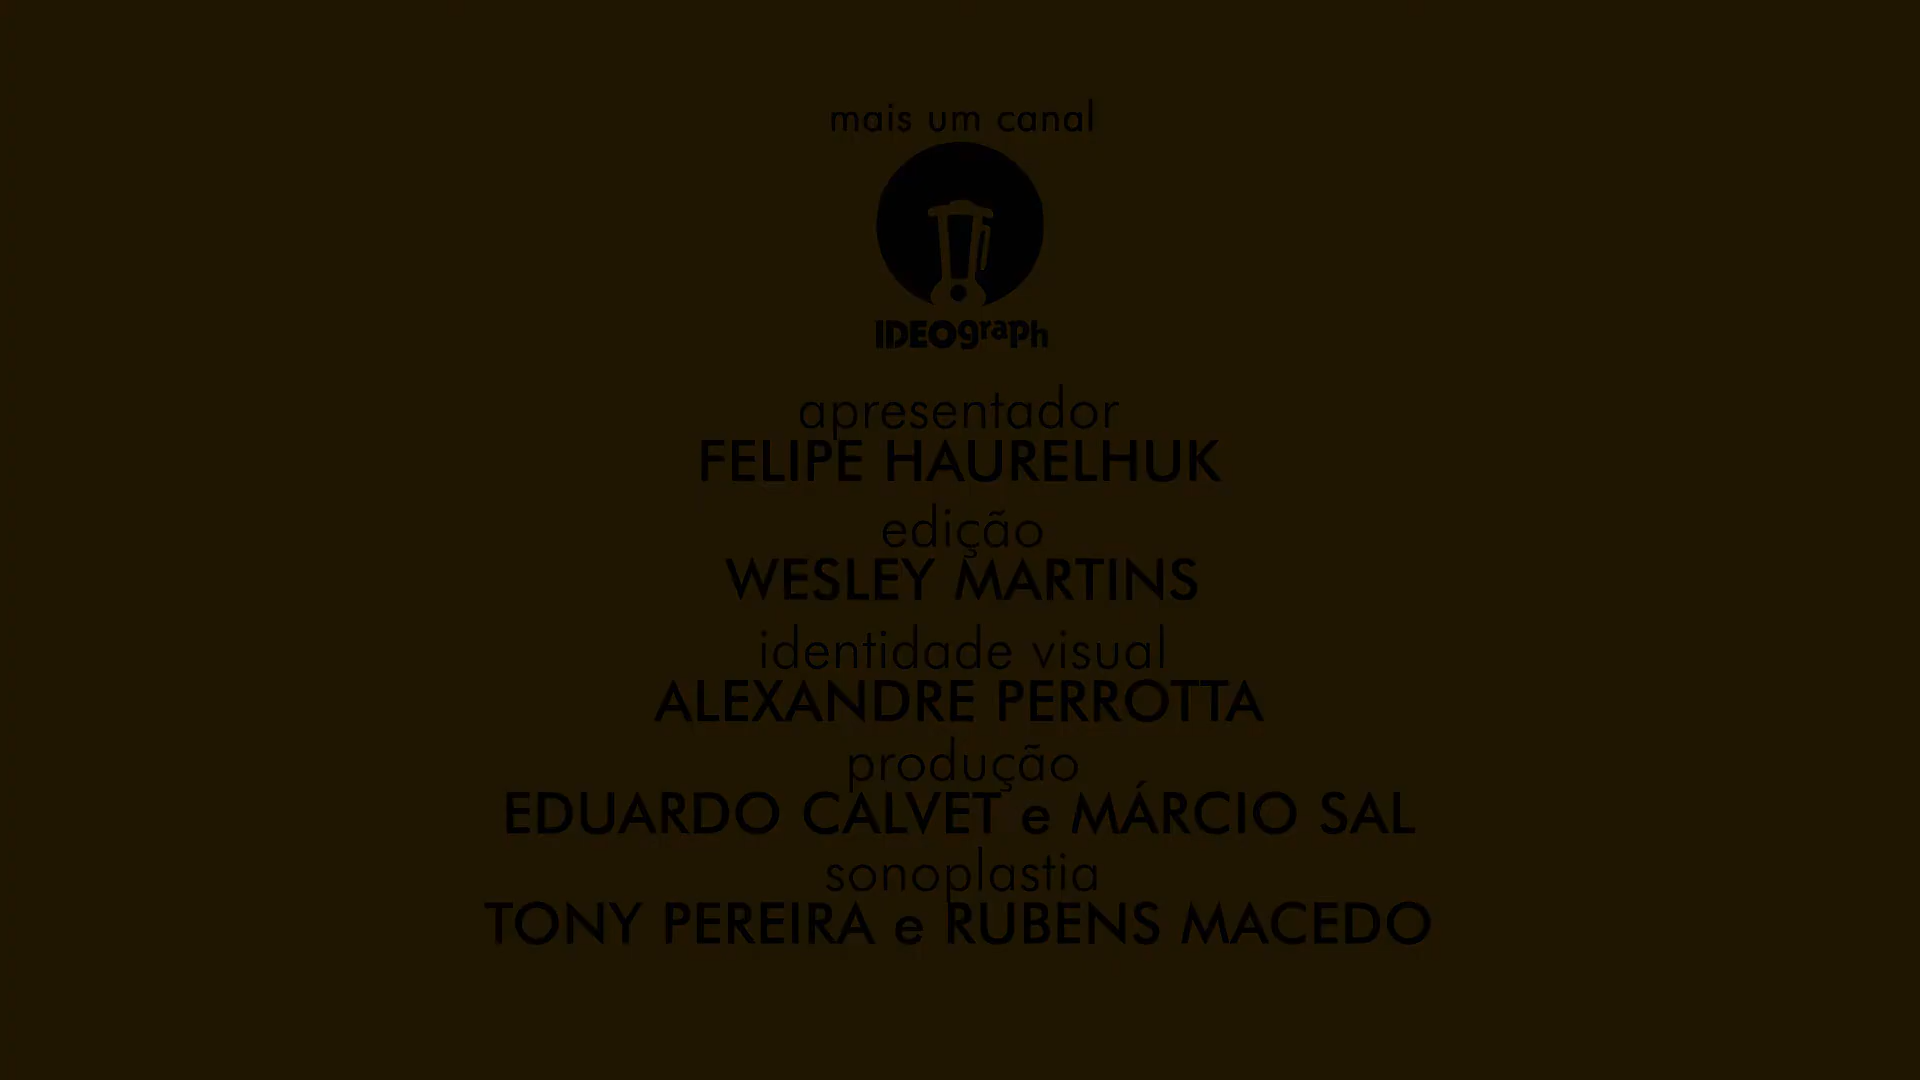 mais um canal
IDEOgraph
apresentador
FELIPE HAURELHUK
edição
WESLEY MARTINS
identidade visual
ALEXANDRE PERROTTA
produção
EDUARDO CALVET e MÁRCIO SAL
sonoplastia
TONY PEREIRA e RUBENS MACEDO